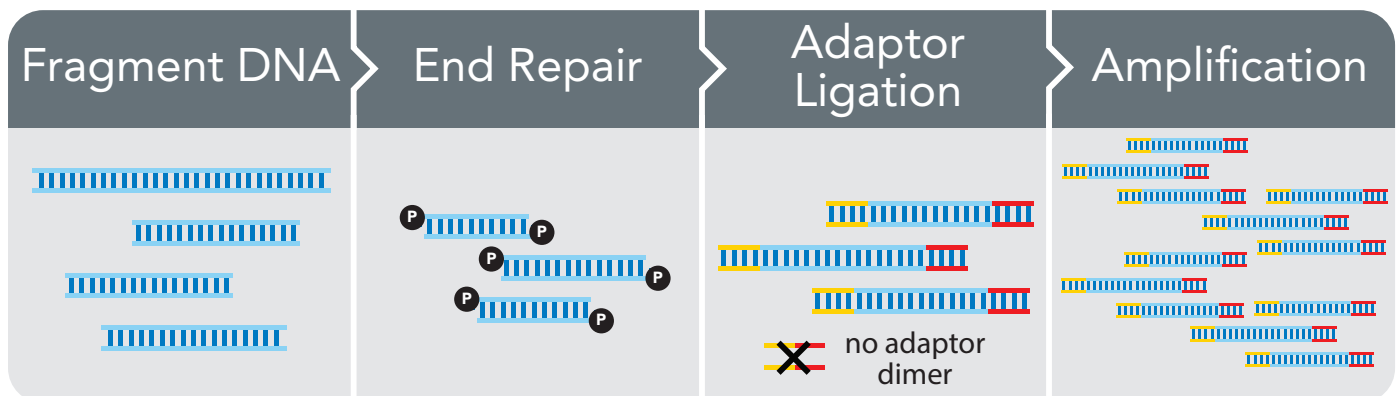 Fragment DNA
End Repair
Adaptor
Ligation
Amplification
P
P
P
P
P
P
no adaptor
dimer